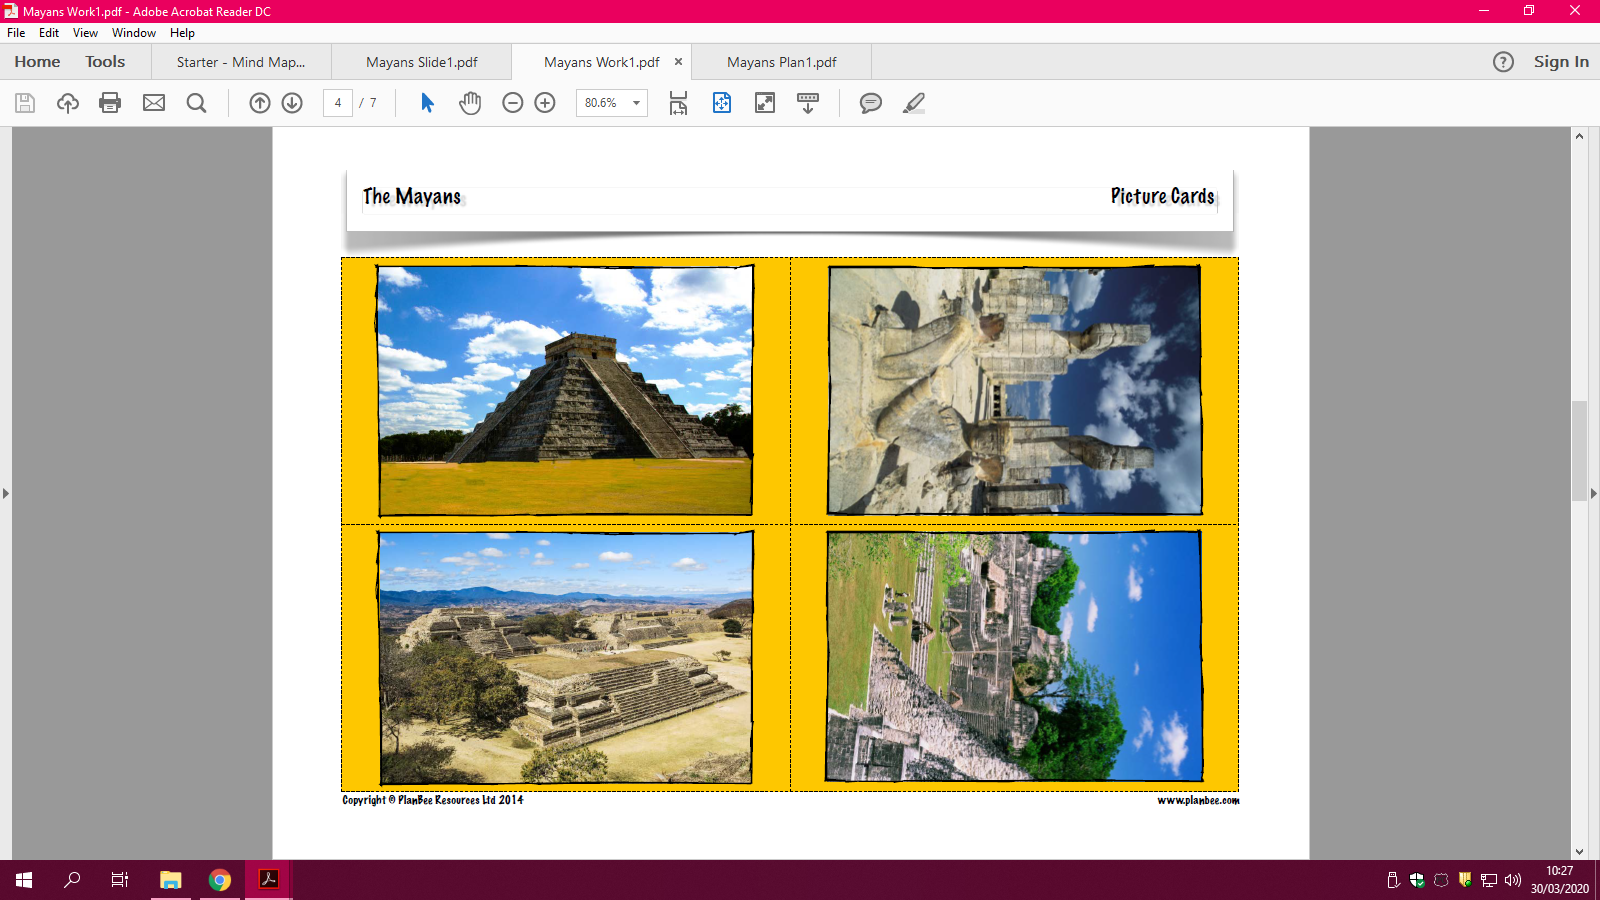 Mayans Work1.pdf - Adobe Acrobat Reader DC
File Edit View Window Help
Home Tools Starter - Mind Map... Mayans Slide1.pdf Mayans Work1.pdf × Mayans Plan1.pdf ? Sign In
4 / 7 80.6%
The Mayans Picture Cards
Copyright © PlanBee Resources Ltd 2014 www.planbee.com
10:27
30/03/2020